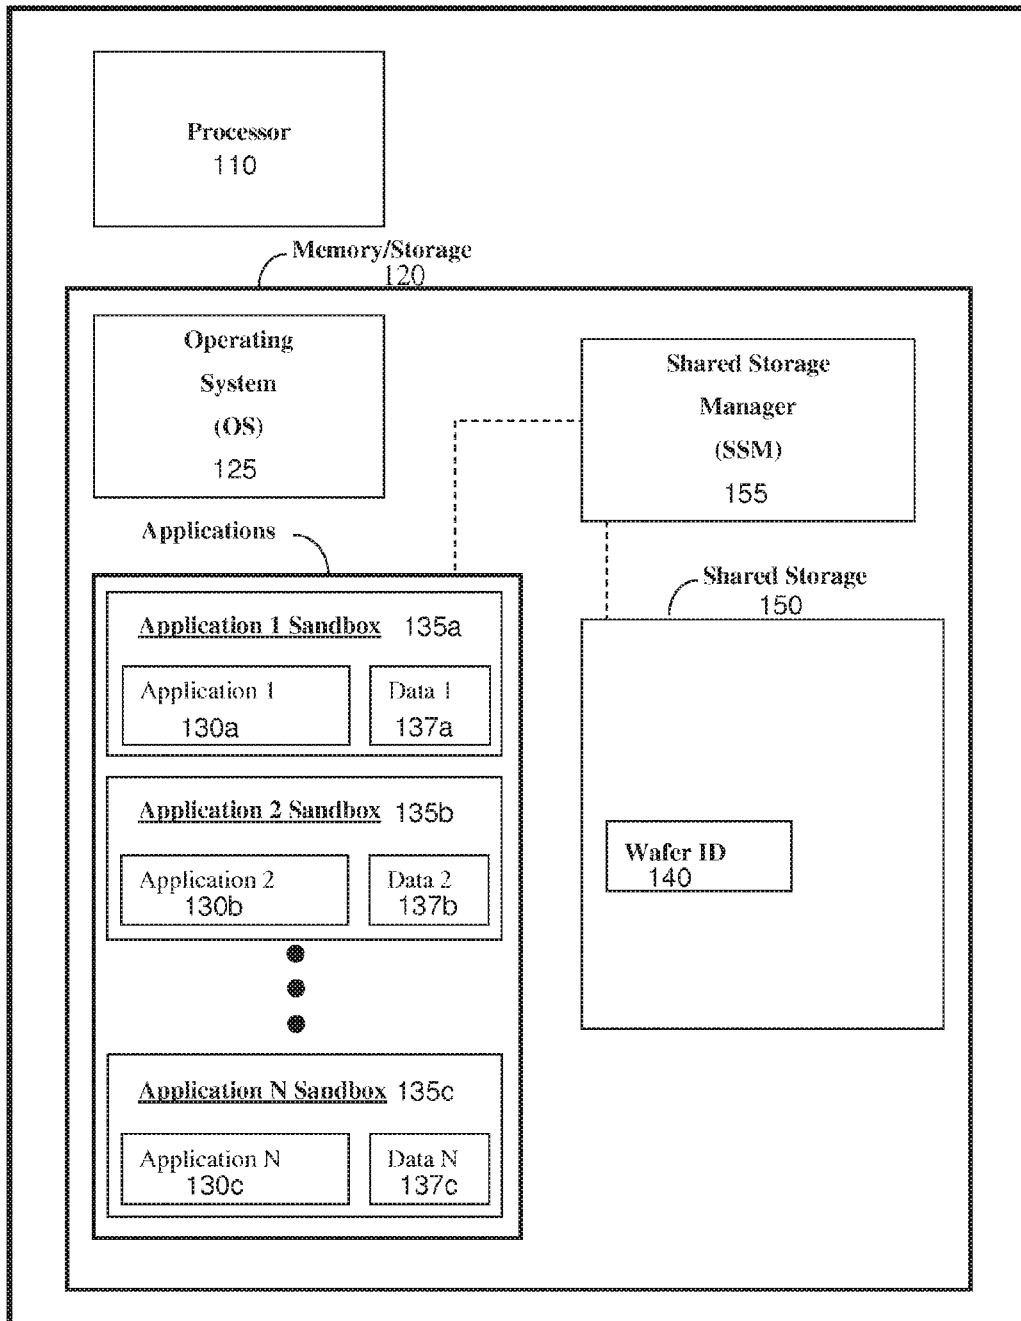 Processor
110
Memory/Storage
120
Operating
System
(OS)
125
Shared Storage
Manager
(SSM)
155
Applications
Shared Storage
150
Application 1 Sandbox 135a
Application 1
130a
Data 1
137a
Application 2 Sandbox 135b
Application 2
130b
Data 2
137b
Wafer ID
140
Application N Sandbox 135c
Application N
130c
Data N
137c